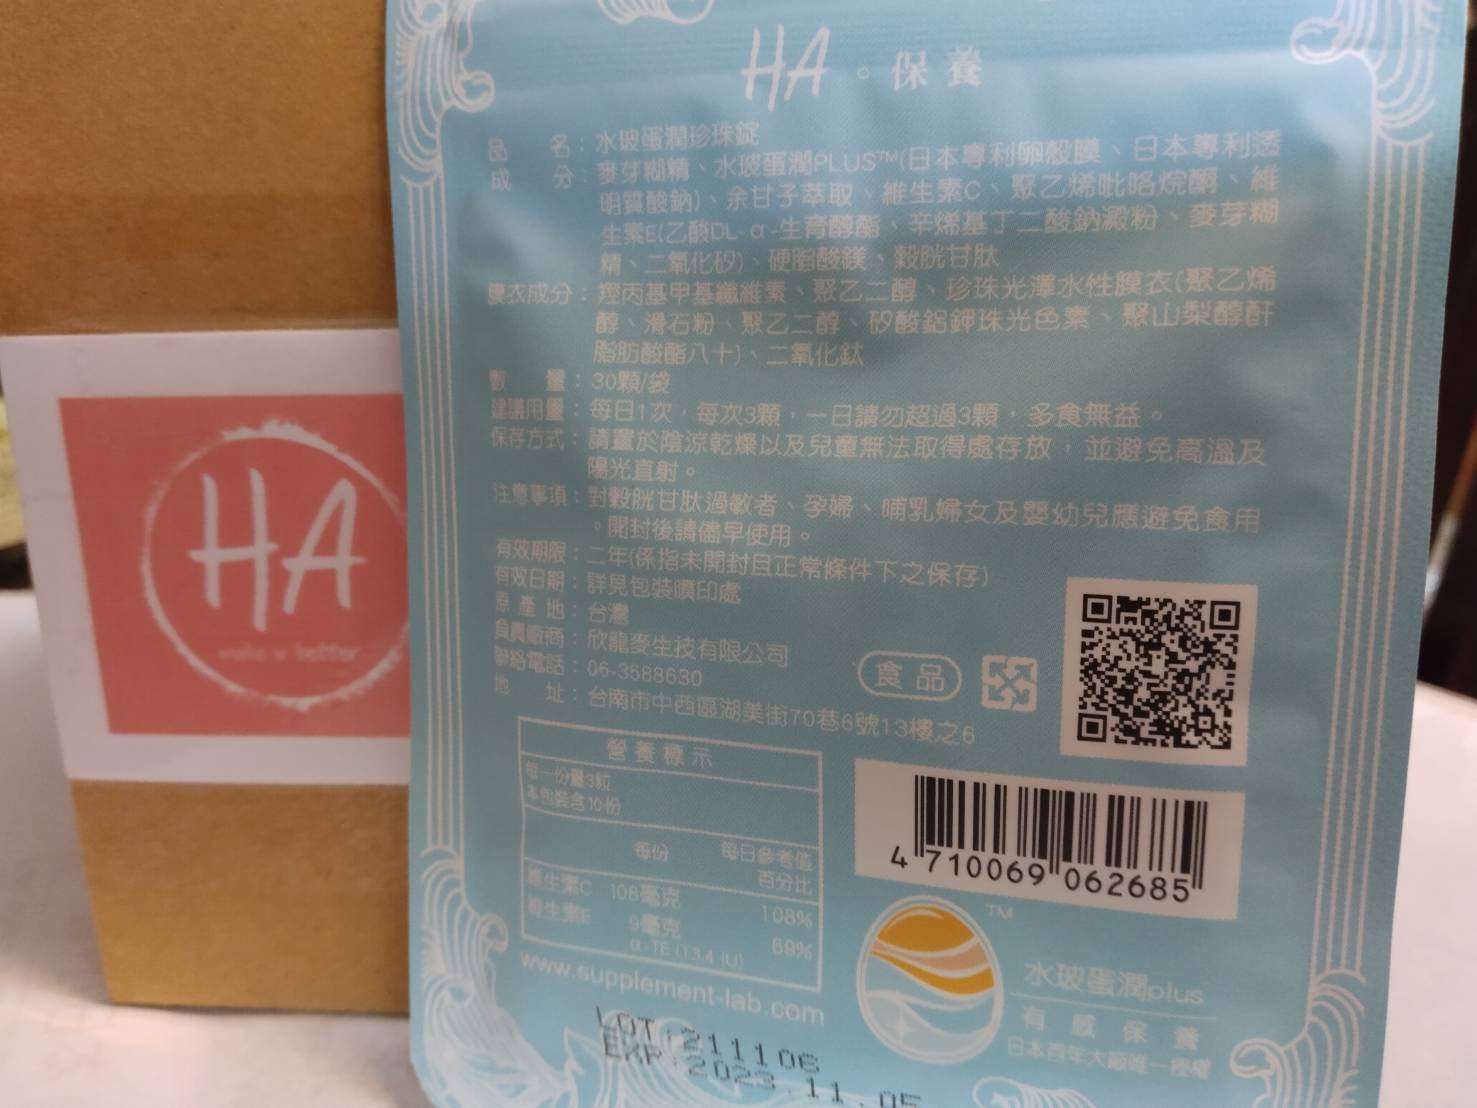 HA。保養
品 名：水玻蛋潤珍珠錠
成 分：麥芽糊精、水玻蛋潤PLUS™(日本專利卵殼膜、日本專利透
明質酸鈉)、余甘子萃取、維生素C、聚乙烯吡咯烷酮、維
生素E(乙酸DL-α-生育醇酯、辛烯基丁二酸鈉澱粉、麥芽糊
精、二氧化矽)、硬脂酸鎂、穀胱甘肽
膜衣成分：羥丙基甲基纖維素、聚乙二醇、珍珠光澤水性膜衣(聚乙烯
醇、滑石粉、聚乙二醇、矽酸鋁鉀珠光色素、聚山梨醇酐
脂肪酸酯八十)、二氧化鈦
數 量：30顆/袋
建議用量：每日1次，每次3顆，一日請勿超過3顆，多食無益。
保存方式：請置於陰涼乾燥以及兒童無法取得處存放，並避免高溫及
陽光直射。
注意事項：對穀胱甘肽過敏者、孕婦、哺乳婦女及嬰幼兒應避免食用
。開封後請儘早使用。
有效期限：二年(係指未開封且正常條件下之保存)
有效日期：詳見包裝噴印處
原產地：台灣
負責廠商：欣龍麥生技有限公司
聯絡電話：06-3588630
地 址：台南市中西區湖美街70巷6號13樓之6
食品
營養標示
每一份量3粒
本包裝含10份
每份 每日參考值
百分比
維生素C 108毫克 108%
維生素E 9毫克 69%
α-TE (13.4 IU)
www.supplement-lab.com
LOT:211106
EXP:2023.11.05
4 710069 062685
TM
水玻蛋潤plus
有感保養
日本百年大廠唯一授權
HA
make a better